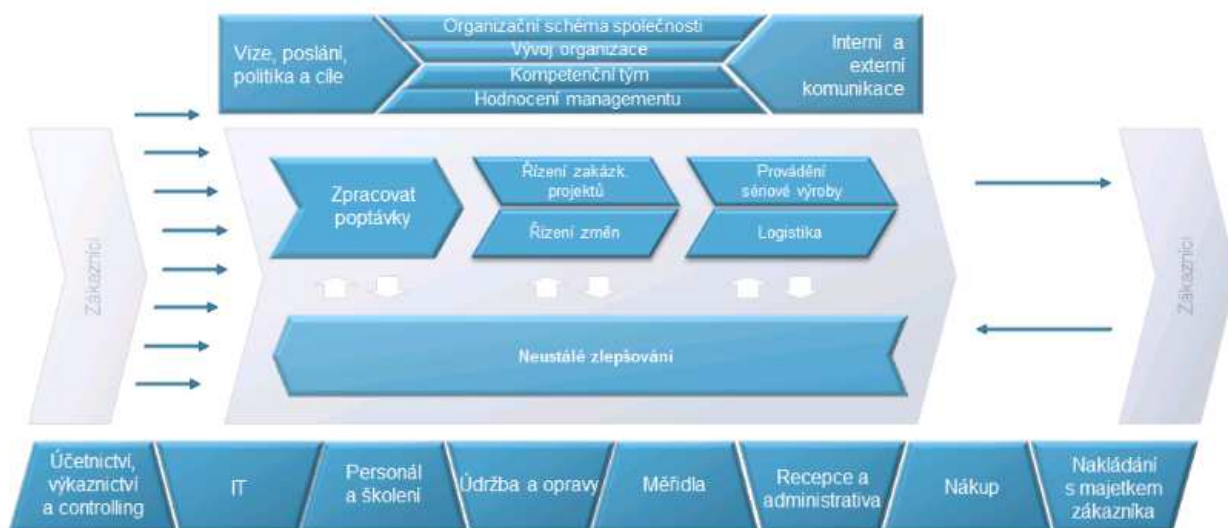 Organizační schéma společnosti
Vize, poslání,
politika a cíle
Vývoj organizace
Kompetenční tým
Hodnocení managementu
Interní a
externí
komunikace
Zákazníci
Zpracovat
poptávky
Řízení zakázk.
projektů
Řízení změn
Provádění
sériové výroby
Logistika
Neustálé zlepšování
Zákazníci
Účetnictví,
výkaznictví
a controlling
IT
Personál
a školení
Údržba a opravy
Měřidla
Recepce a
administrativa
Nákup
Nakládání
s majetkem
zákazníka